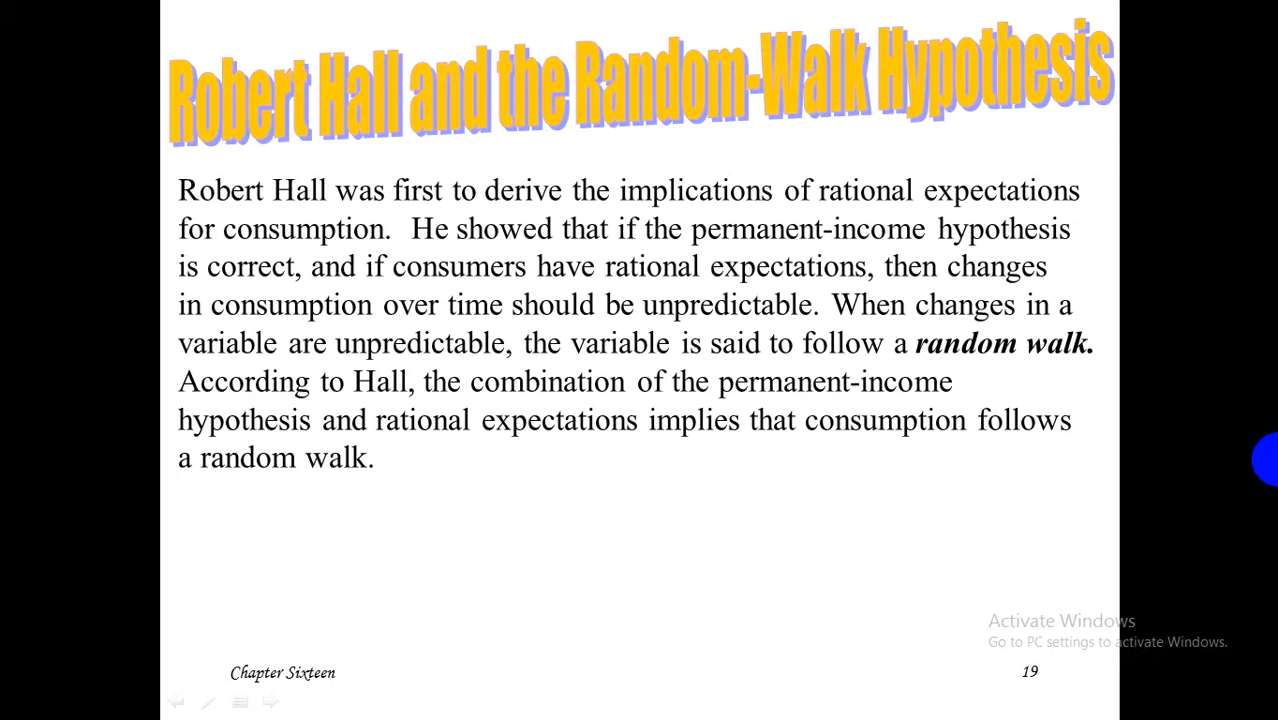 Robert Hall and the Random-Walk Hypothesis
Robert Hall was first to derive the implications of rational expectations
for consumption.  He showed that if the permanent-income hypothesis
is correct, and if consumers have rational expectations, then changes
in consumption over time should be unpredictable. When changes in a
variable are unpredictable, the variable is said to follow a random walk.
According to Hall, the combination of the permanent-income
hypothesis and rational expectations implies that consumption follows
a random walk.
Activate Windows
Go to PC settings to activate Windows.
Chapter Sixteen
19